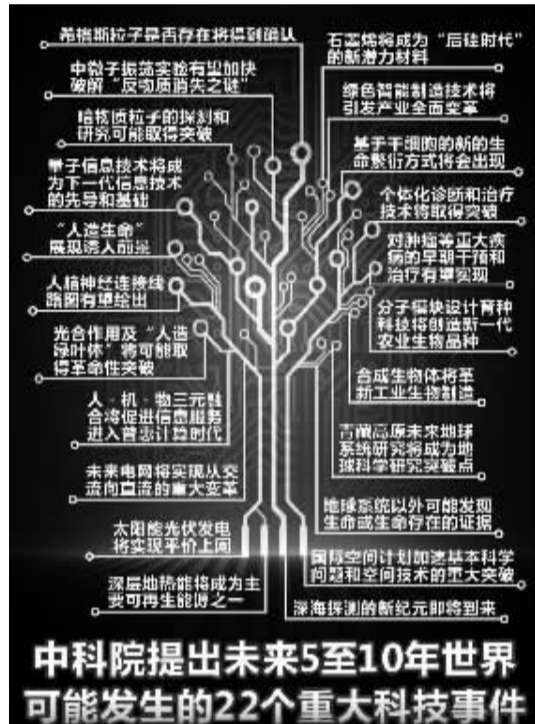 希格斯粒子是否存在将得到确认
中微子振荡实验有望加快
破解“反物质消失之谜”
暗物质粒子的探测和
研究可能取得突破
量子信息技术将成
为下一代信息技术
的先导和基础
“人造生命”
展现诱人前景
人脑神经连接线
路图有望绘出
光合作用及“人造
绿叶体”将可能取
得革命性突破
人·机·物三元融
合将促进信息服务
进入普惠计算时代
未来电网将实现从交
流向直流的重大变革
太阳能光伏发电
将实现平价上网
深层地热能将成为主
要可再生能源之一
石墨烯将成为“后硅时代”
的新潜力材料
绿色智能制造技术将
引发产业全面变革
基于干细胞的新的生
命繁衍方式将会出现
个体化诊断和治疗
技术将取得突破
对肿瘤等重大疾
病的早期干预和
治疗有望实现
分子模块设计育种
科技将创造新一代
农业生物品种
合成生物体将革
新工业生物制造
青藏高原未来地球
系统研究将成为地
球科学研究突破点
地球系统以外可能发现
生命或生命存在的证据
国际空间计划加速基本科学
问题和空间技术的重大突破
深海探测的新纪元即将到来
中科院提出未来5至10年世界
可能发生的22个重大科技事件